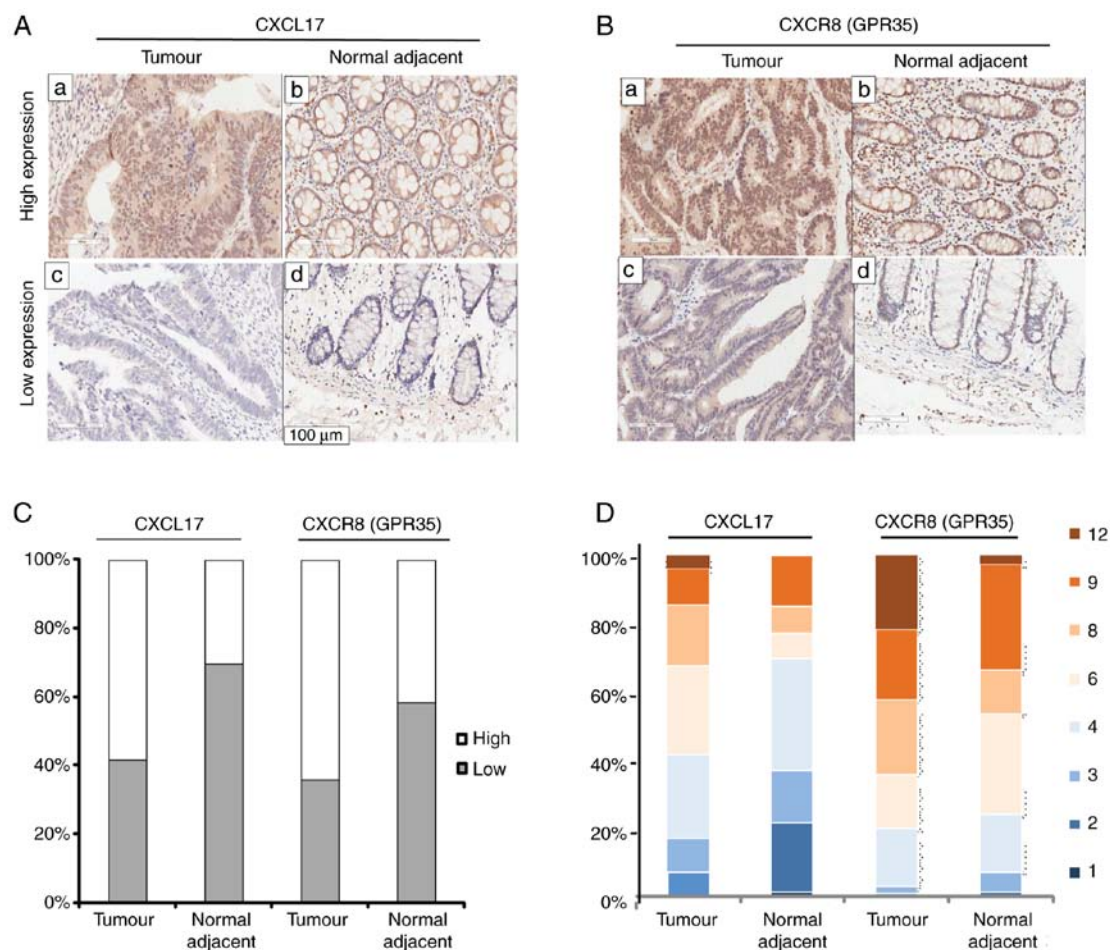 A
CXCL17
Tumour
Normal adjacent
High expression
Low expression
a
b
c
d
100 µm
B
CXCR8 (GPR35)
Tumour
Normal adjacent
a
b
c
d
C
CXCL17
CXCR8 (GPR35)
100%
80%
60%
40%
20%
0%
Tumour
Normal
adjacent
Tumour
Normal
adjacent
High
Low
D
CXCL17
CXCR8 (GPR35)
100%
80%
60%
40%
20%
0%
Tumour
Normal
adjacent
Tumour
Normal
adjacent
12
9
8
6
4
3
2
1